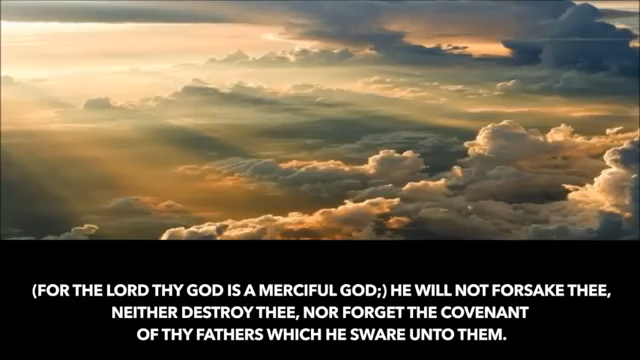 (FOR THE LORD THY GOD IS A MERCIFUL GOD;) HE WILL NOT FORSAKE THEE,
NEITHER DESTROY THEE, NOR FORGET THE COVENANT
OF THY FATHERS WHICH HE SWARE UNTO THEM.